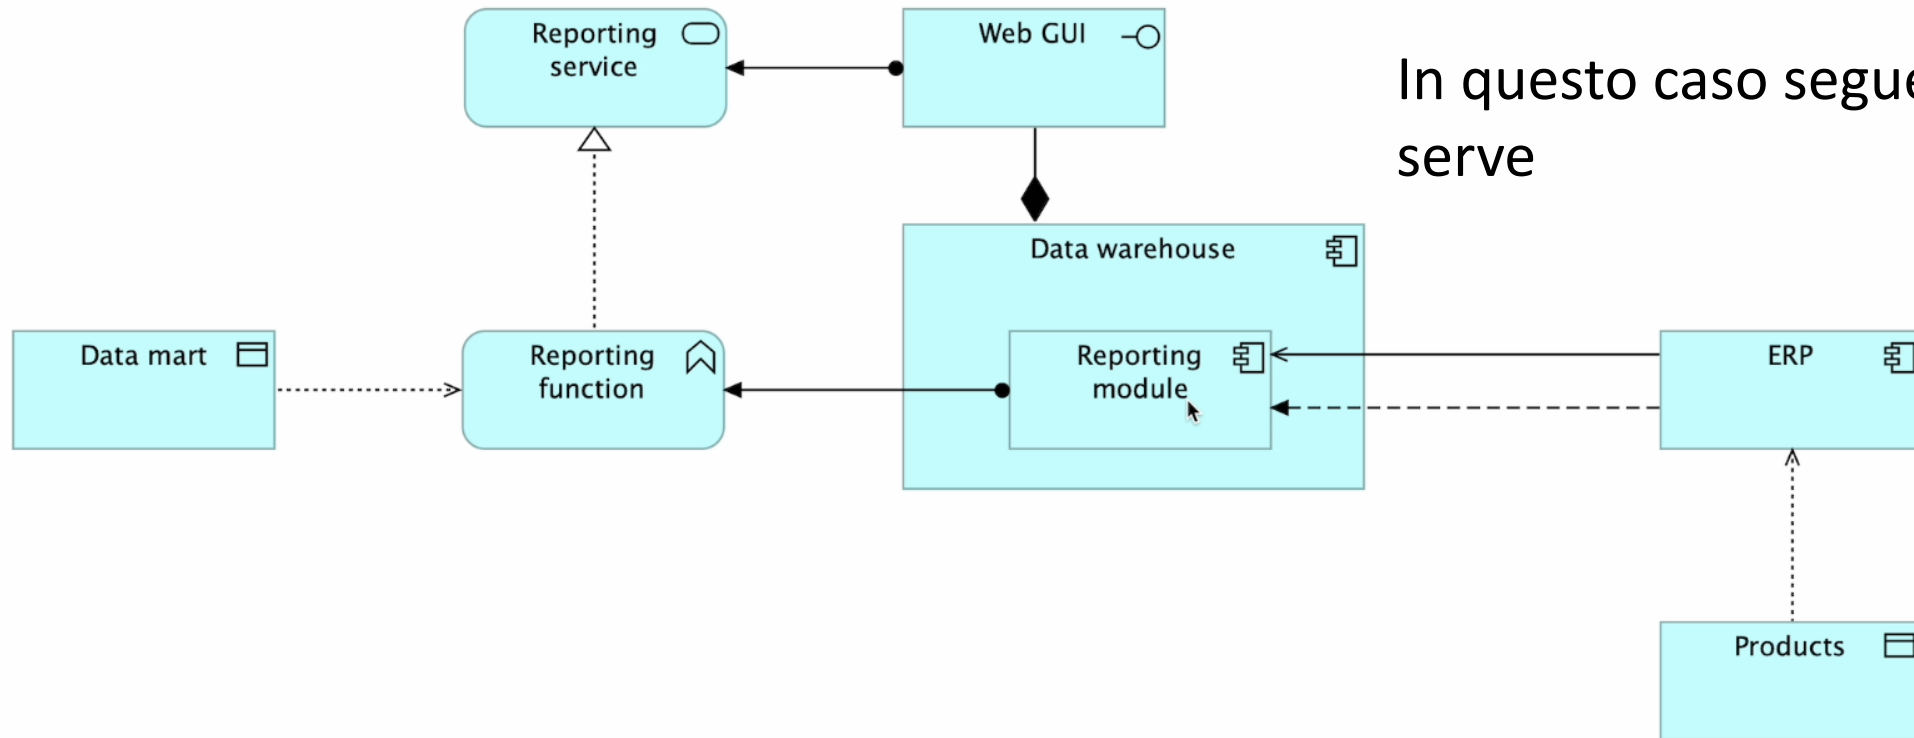 Reporting
service
Web GUI
In questo caso segue
serve
Data warehouse
Data mart
Reporting
function
Reporting
module
ERP
Products